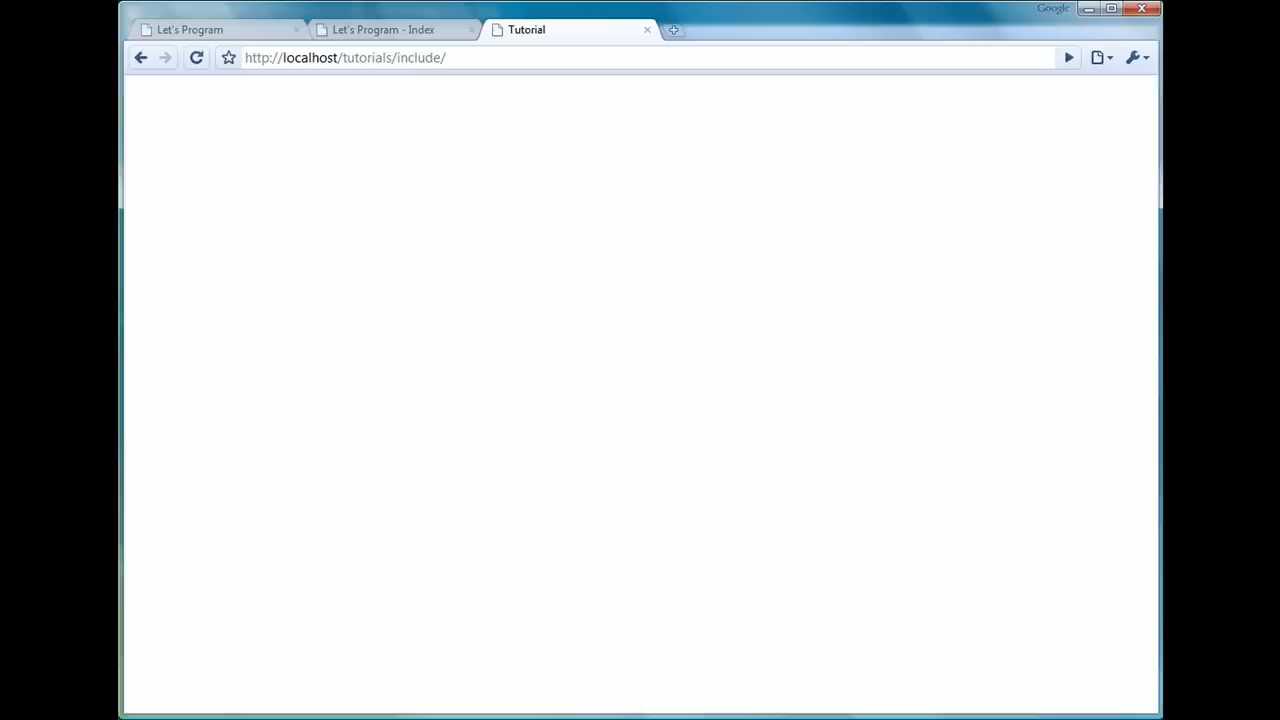 Google
Let's Program
Let's Program - Index
Tutorial
http://localhost/tutorials/include/